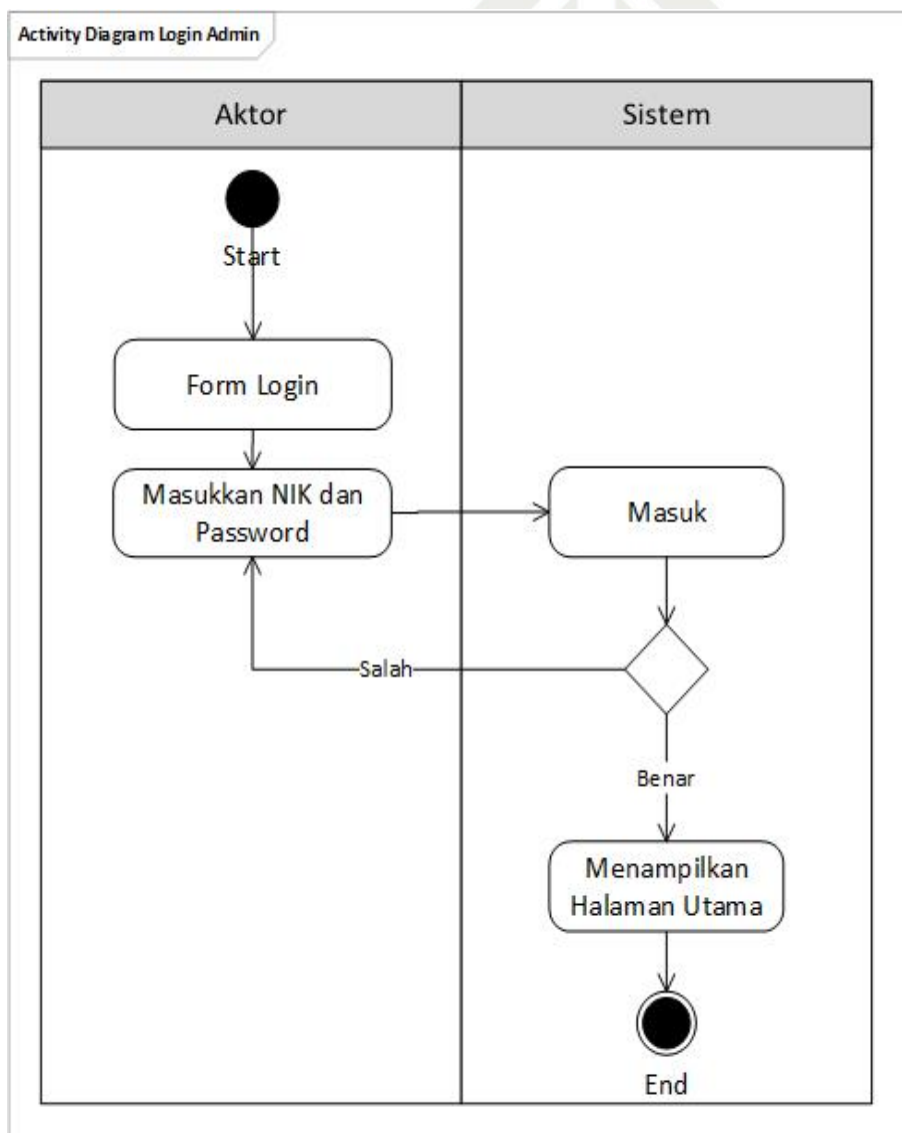 Activity Diagram Login Admin
Aktor
Sistem
Start
Form Login
Masukkan NIK dan
Password
Masuk
Salah
Benar
Menampilkan
Halaman Utama
End